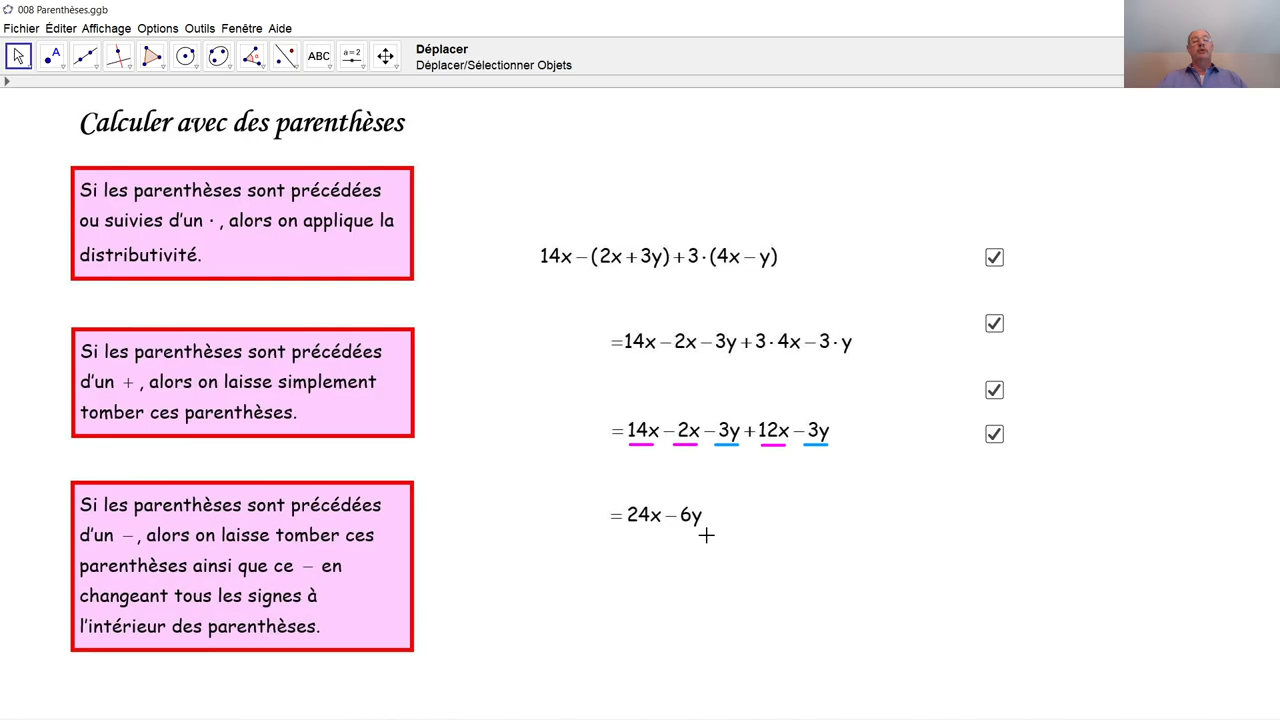 008 Parenthèses.ggb
Fichier Éditer Affichage Options Outils Fenêtre Aide
A
ABC
a=2
Déplacer
Déplacer/Sélectionner Objets
Calculer avec des parenthèses
Si les parenthèses sont précédées
ou suivies d'un · , alors on applique la
distributivité.
Si les parenthèses sont précédées
d'un + , alors on laisse simplement
tomber ces parenthèses.
Si les parenthèses sont précédées
d'un −, alors on laisse tomber ces
parenthèses ainsi que ce − en
changeant tous les signes à
l'intérieur des parenthèses.
14x − (2x + 3y) + 3 · (4x − y)
=14x − 2x − 3y + 3 · 4x − 3 · y
= 14x − 2x − 3y + 12x − 3y
= 24x − 6y